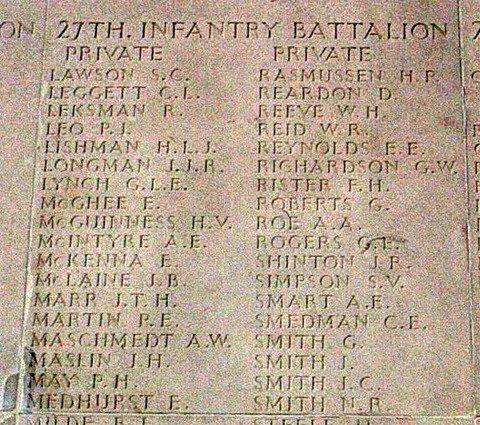 27TH. INFANTRY BATTALION
PRIVATE
LAWSON S.C.
LEGGETT C.L.
LEKSMAN R.
LEO P.J.
LISHMAN H.L.J.
LONGMAN J.J.R.
LYNCH G.L.E.
McGHEE E.
McGUINNESS H.V.
McINTYRE A.E.
McKENNA E.
McLAINE J.B.
MARR J.T.H.
MARTIN P.E.
MASCHMEDT A.W.
MASLIN J.H.
MAY P.H.
MEDHURST E.
PRIVATE
RASMUSSEN H.P.
REARDON D.
REEVE W.H.
REID W.R.
REYNOLDS E.E.
RICHARDSON G.W.
RISTER F.H.
ROBERTS G.
ROE A.A.
ROGERS G.E.
SHINTON J.R.
SIMPSON S.V.
SMART A.E.
SMEDMAN C.E.
SMITH G.
SMITH J.
SMITH J.C.
SMITH N.R.